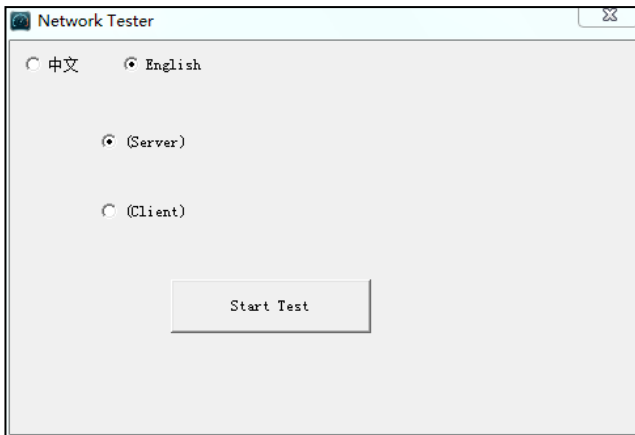 Network Tester
中文 English
(Server)
(Client)
Start Test